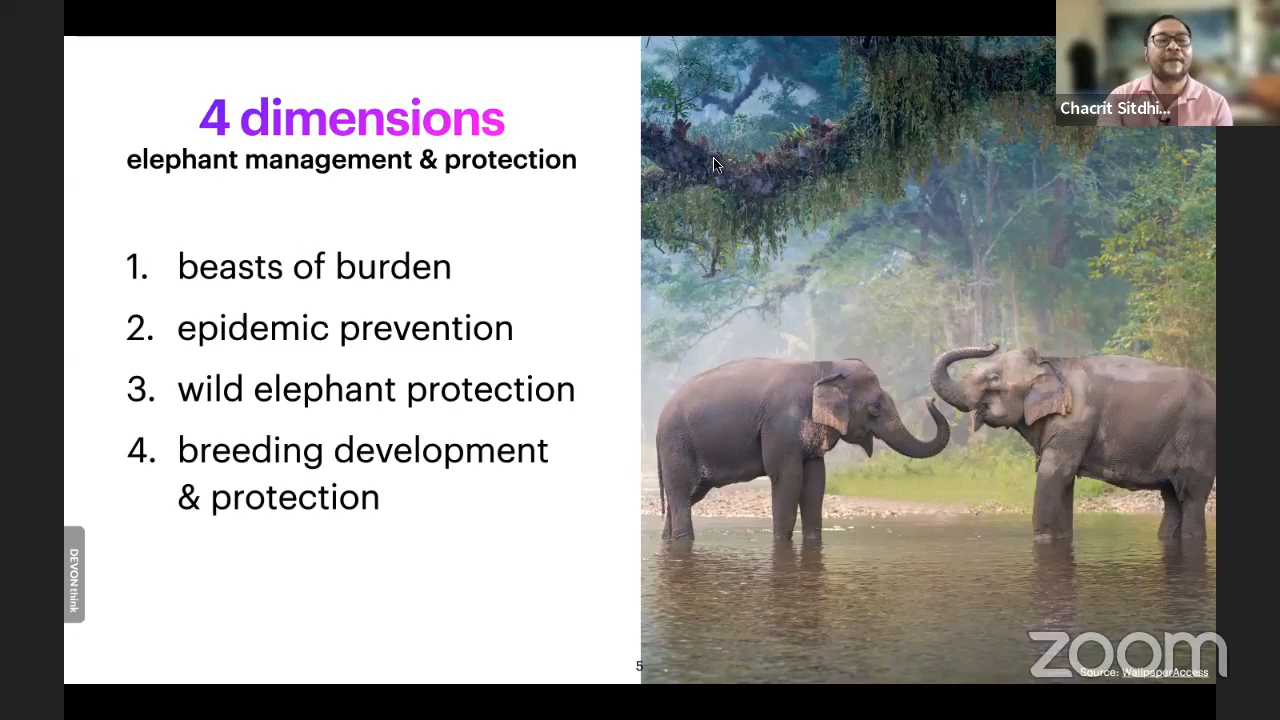 4 dimensions
elephant management & protection
1. beasts of burden
2. epidemic prevention
3. wild elephant protection
4. breeding development
& protection
DEVONthink
5
Chacrit Sitdhi...
zoom
Source: WallpaperAccess